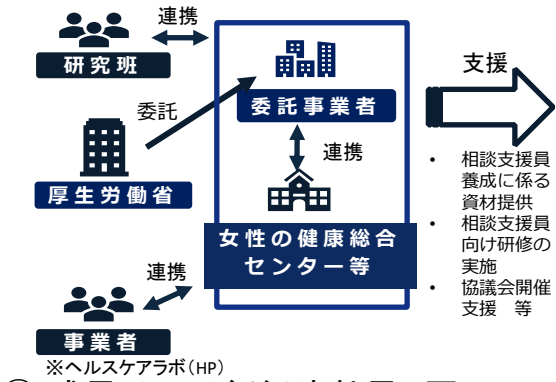 連携
研究班
委託
厚生労働省
連携
事業者
※ヘルスケアラボ（HP）
委託事業者
連携
女性の健康総合
センター等
支援
• 相談支援員
養成に係る
資材提供
• 相談支援員
向け研修の
実施
• 協議会開催
支援　等